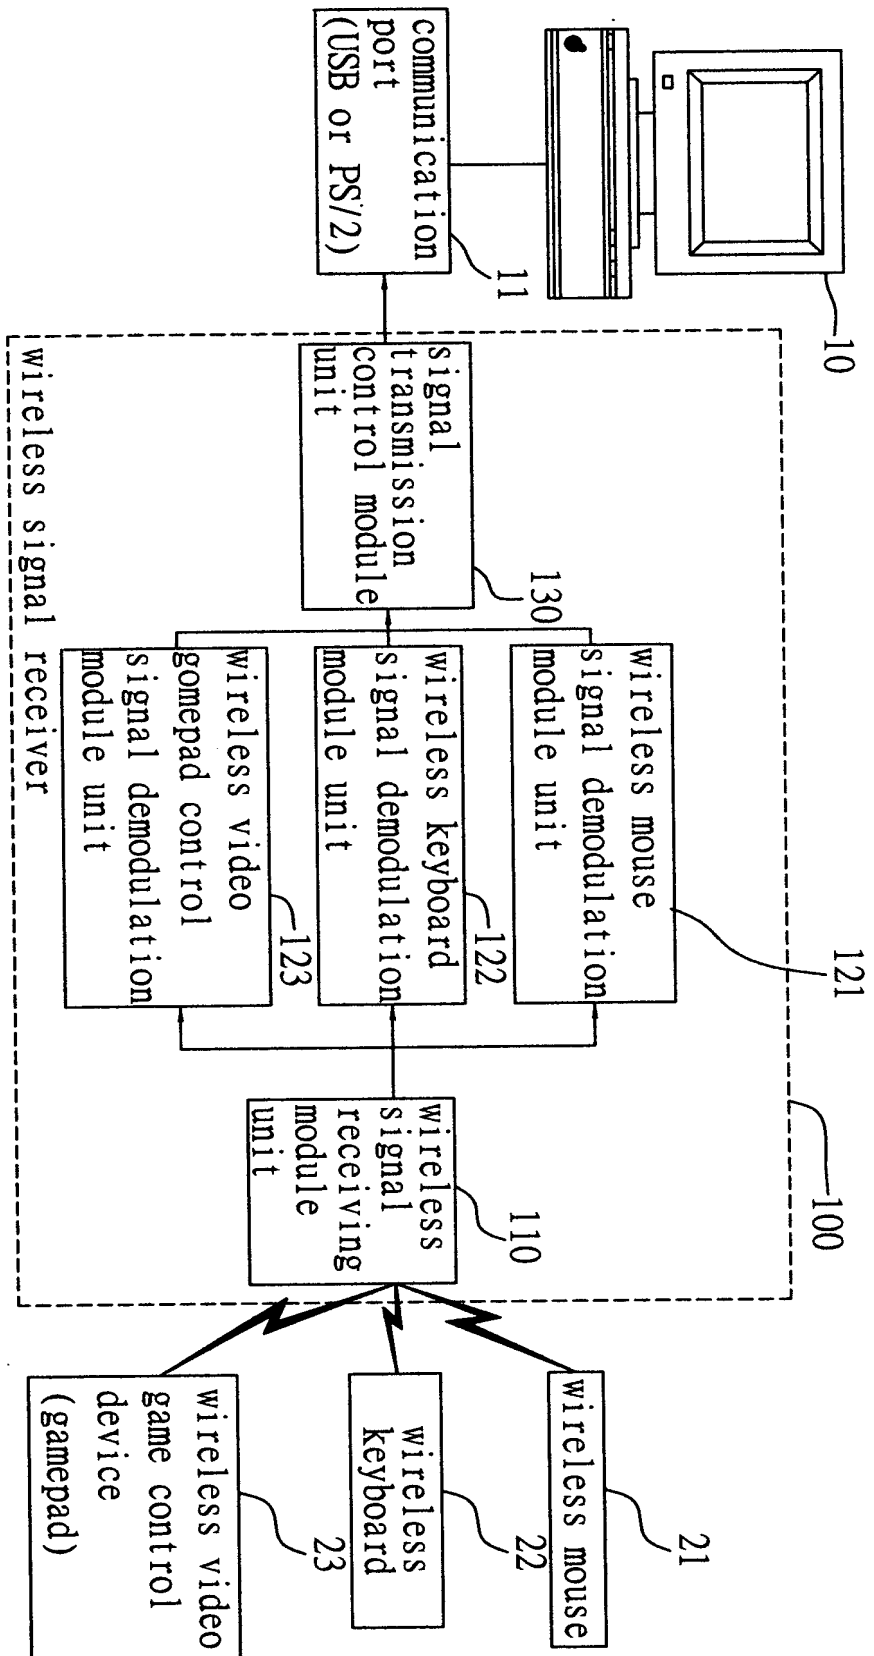 10
communication
port
(USB or PS/2)
11
100
wireless signal receiver
signal
transmission
control module
unit
130
wireless mouse
signal demodulation
module unit
121
wireless keyboard
signal demodulation
module unit
122
wireless video
gomepad control
signal demodulation
module unit
123
wireless
signal
receiving
module
unit
110
wireless mouse
21
wireless
keyboard
22
wireless video
game control
device
(gamepad)
23